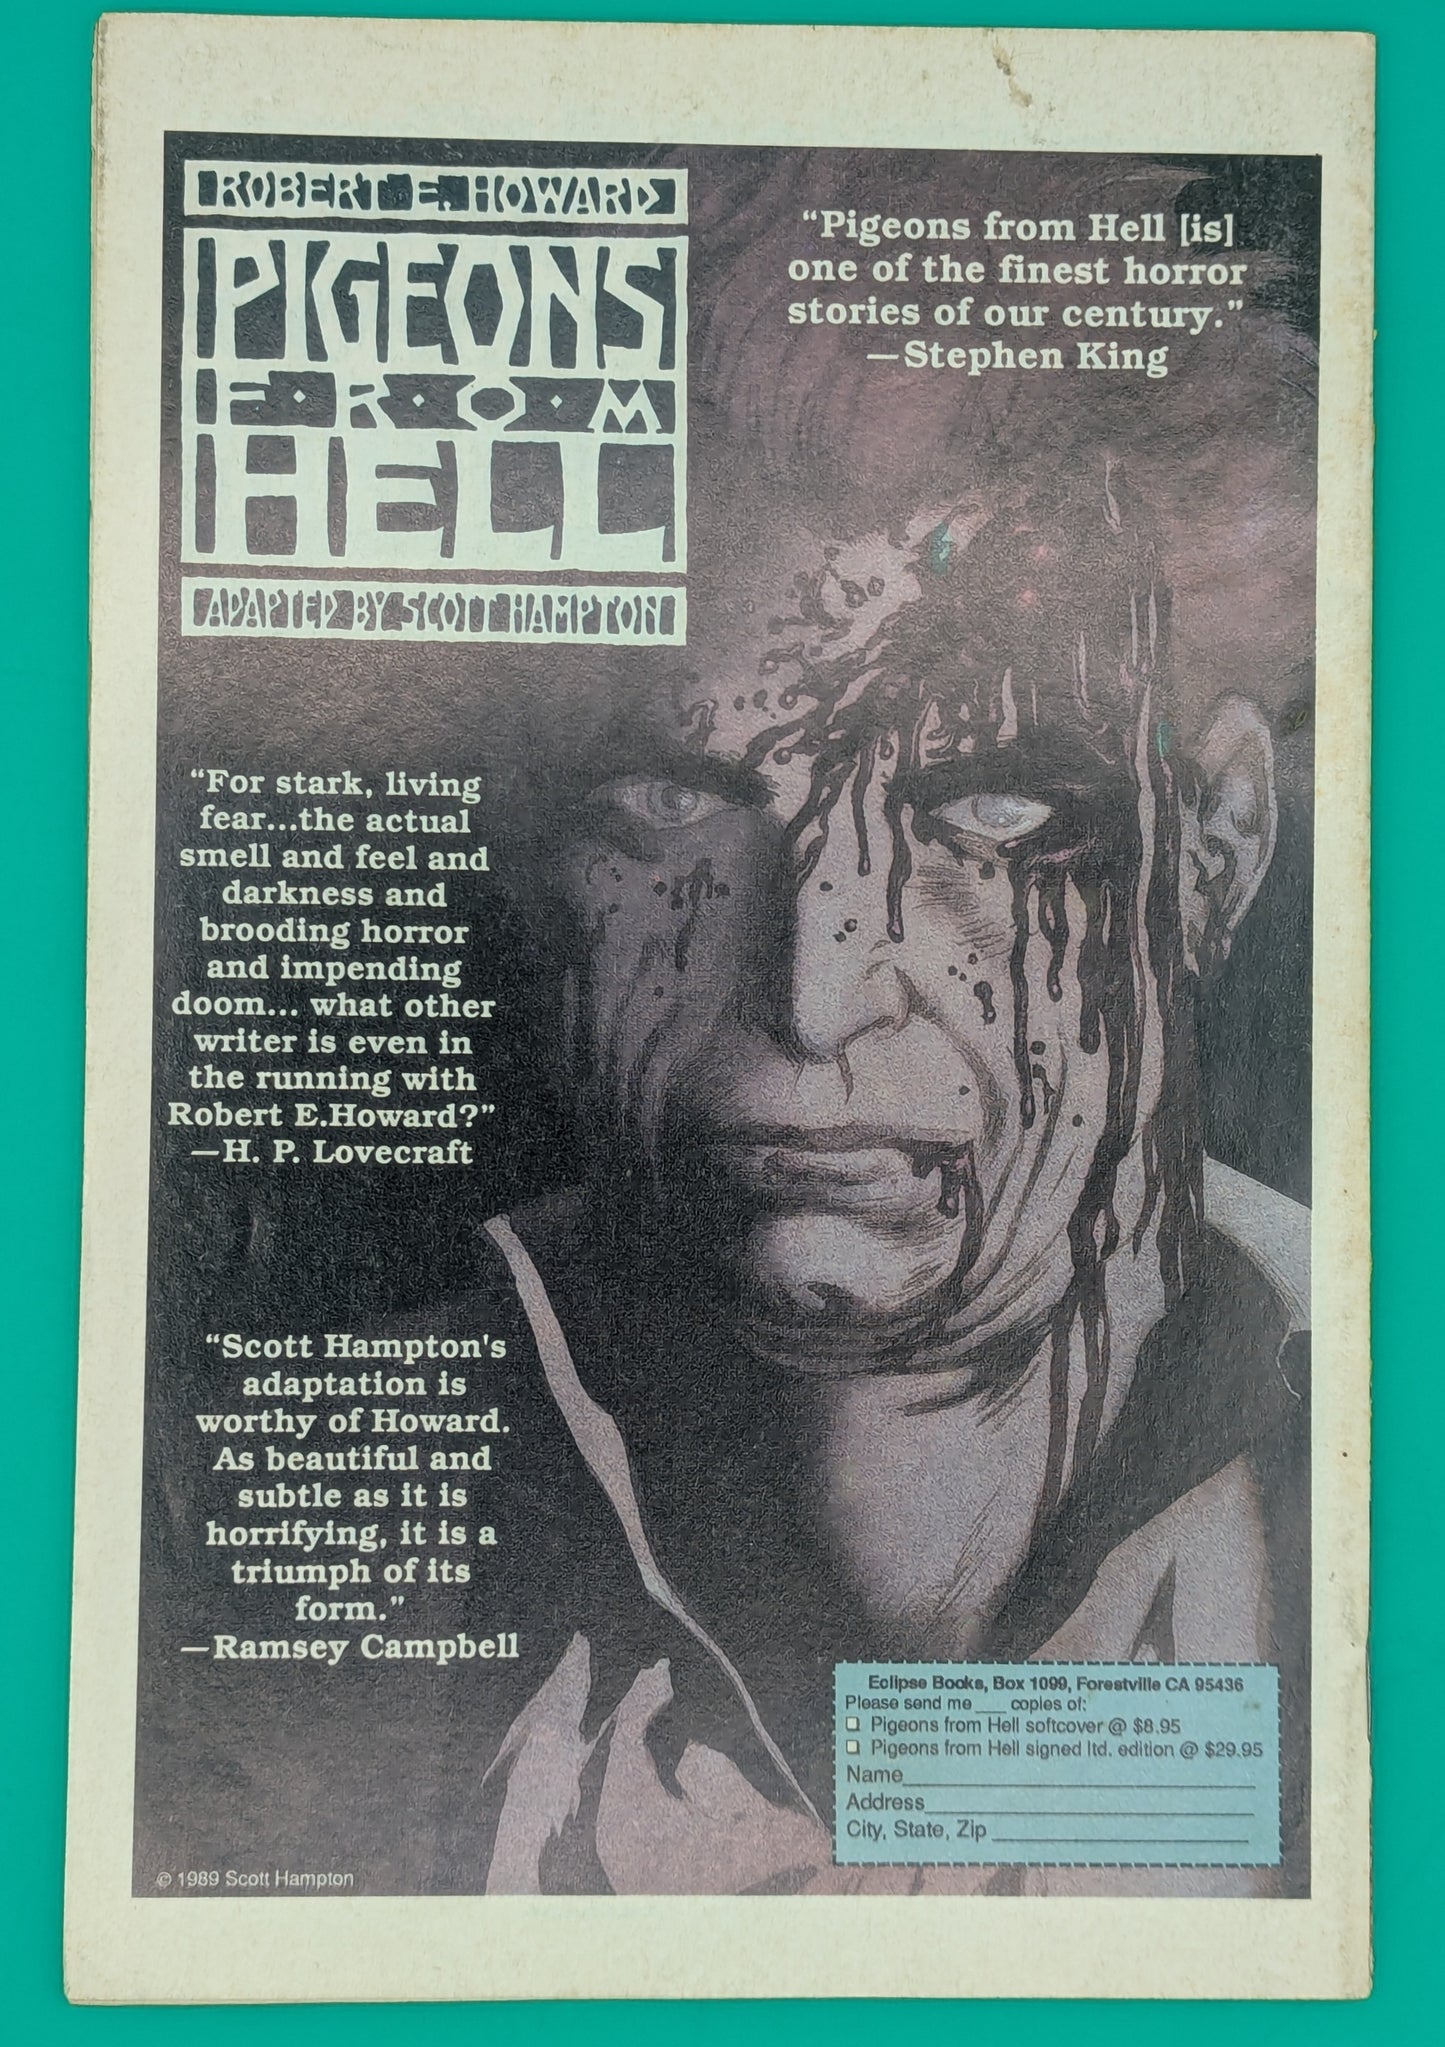 ROBERT E. HOWARD
PIGEONS
F·R·O·M
HELL
ADAPTED BY SCOTT HAMPTON
“Pigeons from Hell [is]
one of the finest horror
stories of our century.”
—Stephen King
“For stark, living
fear...the actual
smell and feel and
darkness and
brooding horror
and impending
doom... what other
writer is even in
the running with
Robert E.Howard?”
—H. P. Lovecraft
“Scott Hampton's
adaptation is
worthy of Howard.
As beautiful and
subtle as it is
horrifying, it is a
triumph of its
form.”
—Ramsey Campbell
Eclipse Books, Box 1099, Forestville CA 95436
Please send me ___ copies of:
Pigeons from Hell softcover @ $8.95
Pigeons from Hell signed ltd. edition @ $29.95
Name
Address
City, State, Zip
© 1989 Scott Hampton